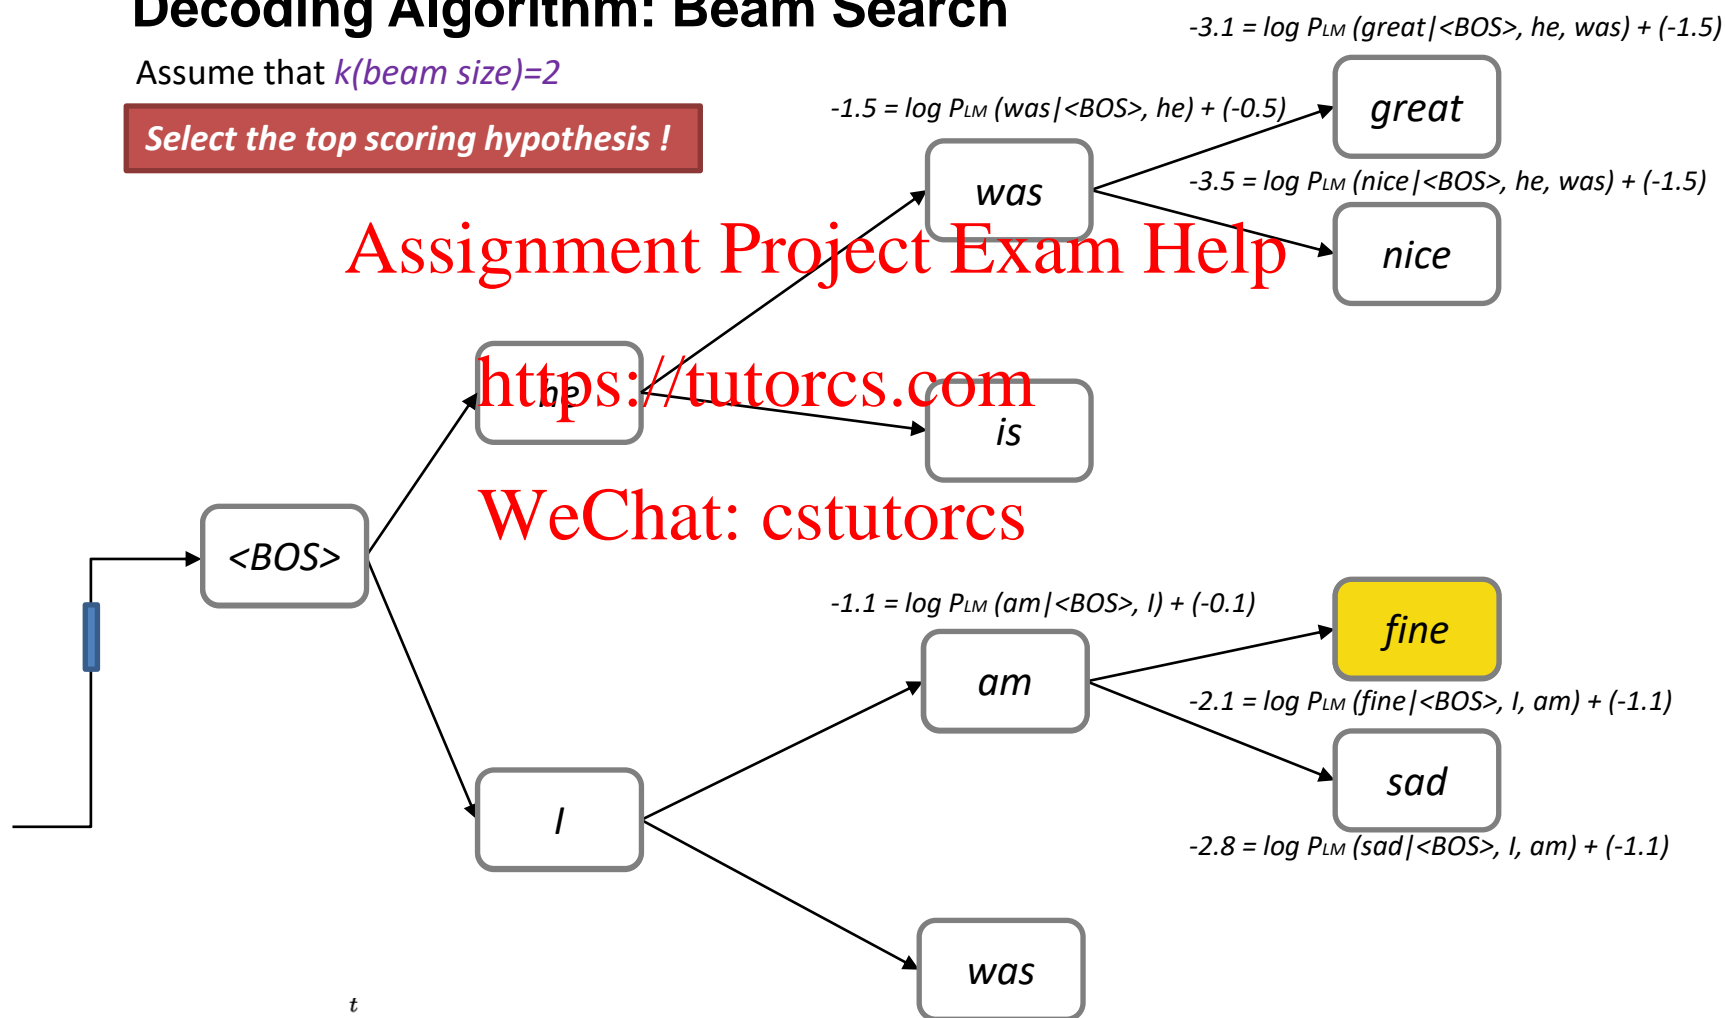 Decoding Algorithm: Beam Search
-3.1 = log PLM (great|<BOS>, he, was) + (-1.5)
Assume that k(beam size)=2
-1.5 = log PLM (was|<BOS>, he) + (-0.5)
great
Select the top scoring hypothesis !
was
-3.5 = log PLM (nice|<BOS>, he, was) + (-1.5)
Assignment Project Exam Help
nice
he
https://tutorcs.com
is
WeChat: cstutorcs
<BOS>
-1.1 = log PLM (am|<BOS>, I) + (-0.1)
fine
am
-2.1 = log PLM (fine|<BOS>, I, am) + (-1.1)
sad
I
-2.8 = log PLM (sad|<BOS>, I, am) + (-1.1)
was
t